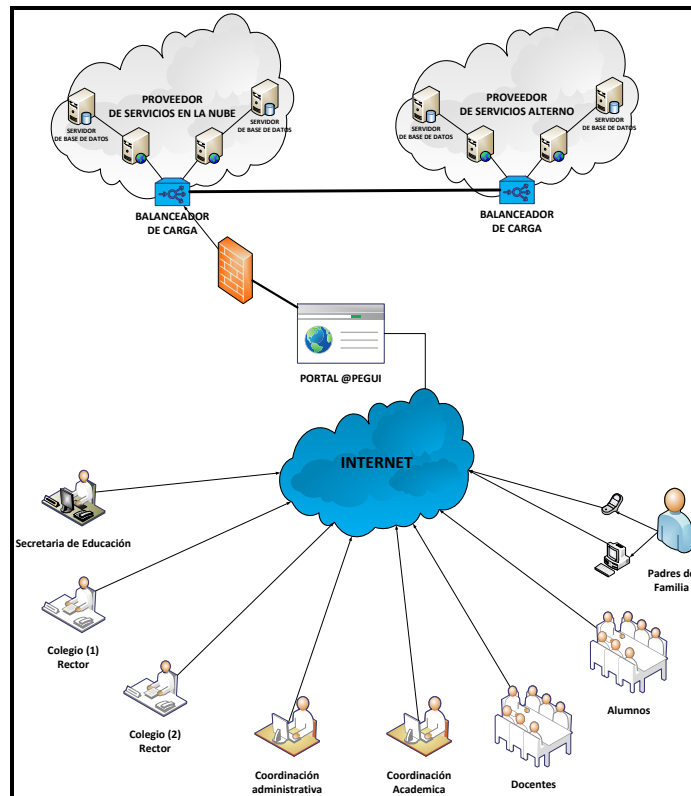 PROVEEDOR
DE SERVICIOS EN LA NUBE
SERVIDOR
DE BASE DE DATOS
SERVIDOR
DE BASE DE DATOS
BALANCEADOR
DE CARGA
PROVEEDOR
DE SERVICIOS ALTERNO
SERVIDOR
DE BASE DE DATOS
SERVIDOR
DE BASE DE DATOS
BALANCEADOR
DE CARGA
PORTAL @PEGUI
INTERNET
Secretaria de Educación
Colegio (1)
Rector
Colegio (2)
Rector
Coordinación
administrativa
Coordinación
Academica
Docentes
Alumnos
Padres de
Familia